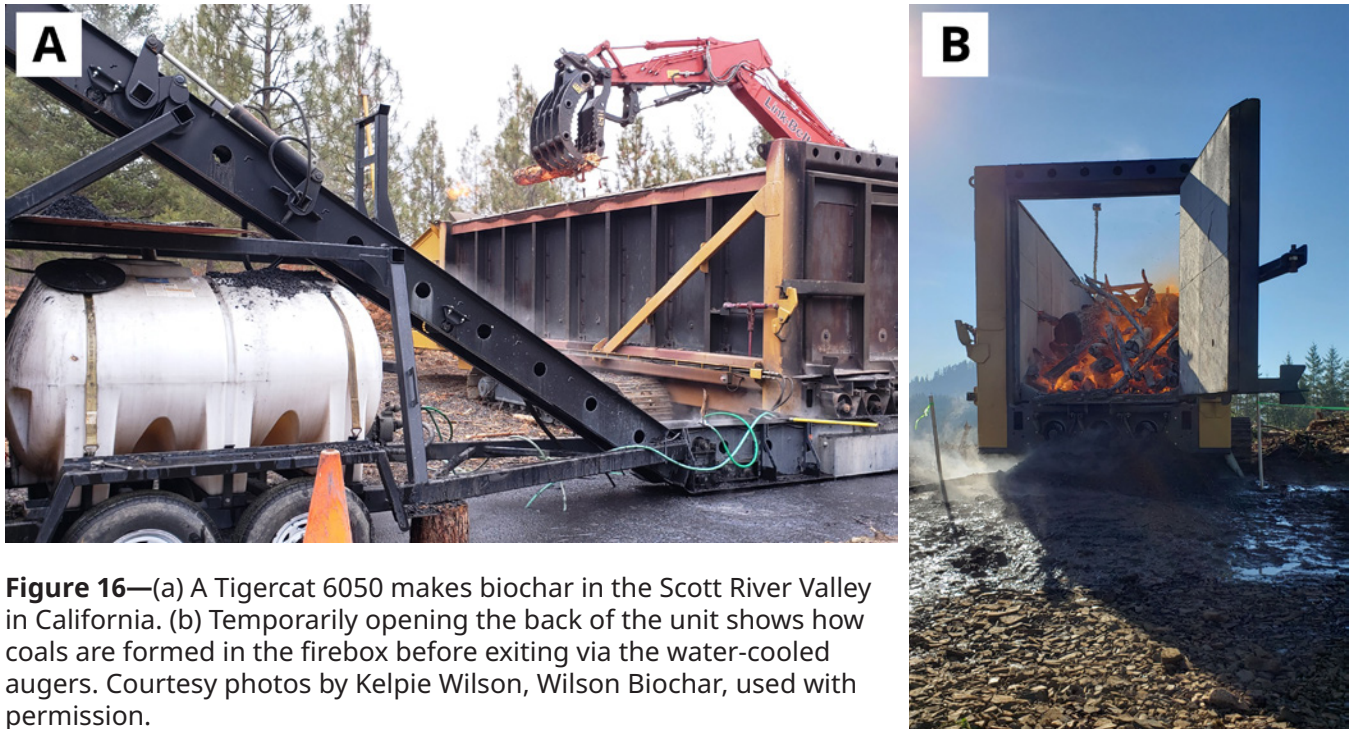 A
B
Link-Belt
Figure 16—(a) A Tigercat 6050 makes biochar in the Scott River Valley
in California. (b) Temporarily opening the back of the unit shows how
coals are formed in the firebox before exiting via the water-cooled
augers. Courtesy photos by Kelpie Wilson, Wilson Biochar, used with
permission.